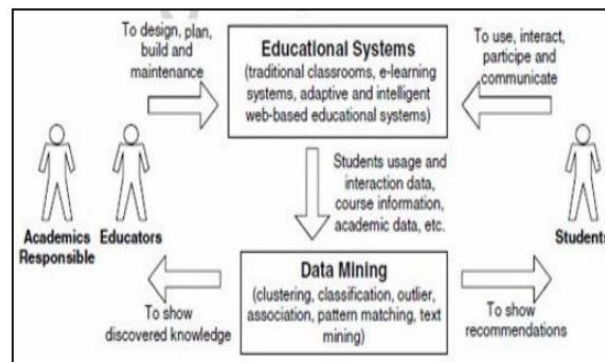 To design, plan,
build and
maintenance
Educational Systems
(traditional classrooms, e-learning
systems, adaptive and intelligent
web-based educational systems)
To use, interact,
participe and
communicate
Students usage and
interaction data,
course information,
academic data, etc.
Academics
Responsible
Educators
Students
Data Mining
(clustering, classification, outlier,
association, pattern matching, text
mining)
To show
discovered knowledge
To show
recommendations